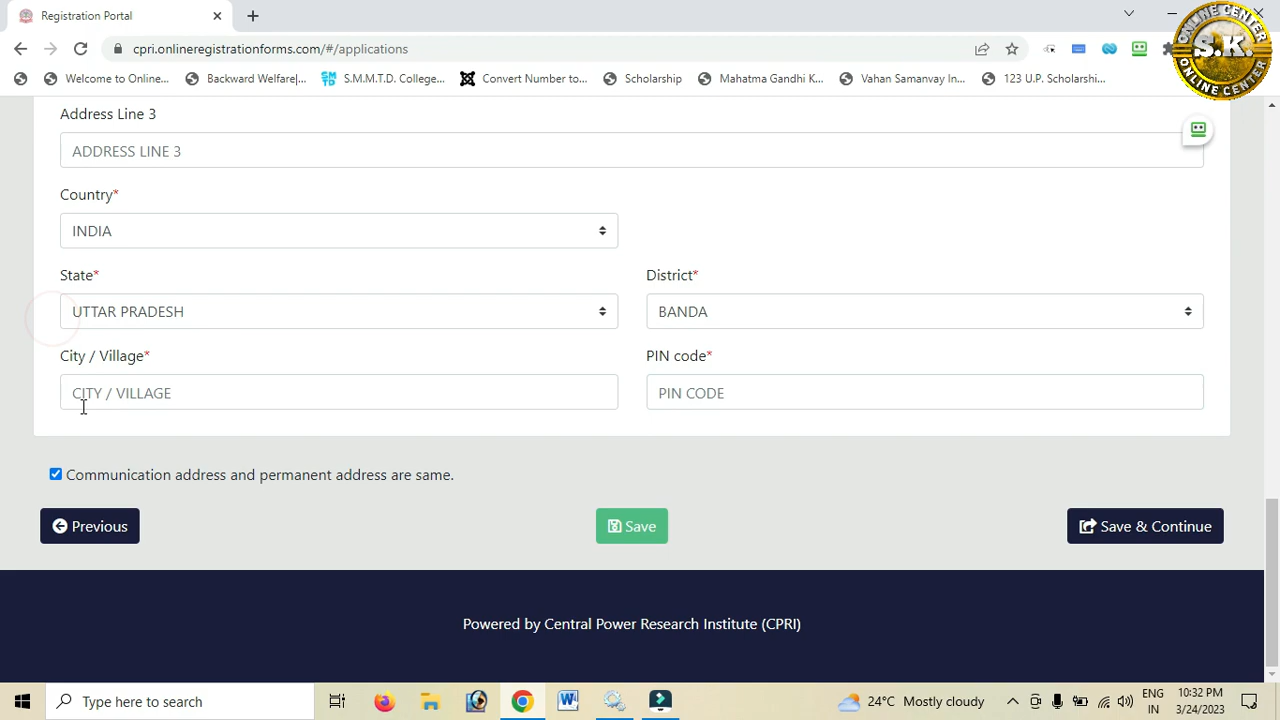 Registration Portal
cpri.onlineregistrationforms.com/#/applications
Welcome to Online...
Backward Welfare|...
S.M.M.T.D. College...
Convert Number to...
Scholarship
Mahatma Gandhi K...
Vahan Samanvay In...
123 U.P. Scholarshi...
ONLINE CENTER
S.K.
ONLINE CENTER
Address Line 3
ADDRESS LINE 3
Country*
INDIA
State*
District*
UTTAR PRADESH
BANDA
City / Village*
PIN code*
CITY / VILLAGE
PIN CODE
Communication address and permanent address are same.
Previous
Save
Save & Continue
Powered by Central Power Research Institute (CPRI)
Type here to search
24°C Mostly cloudy
ENG
IN
10:32 PM
3/24/2023